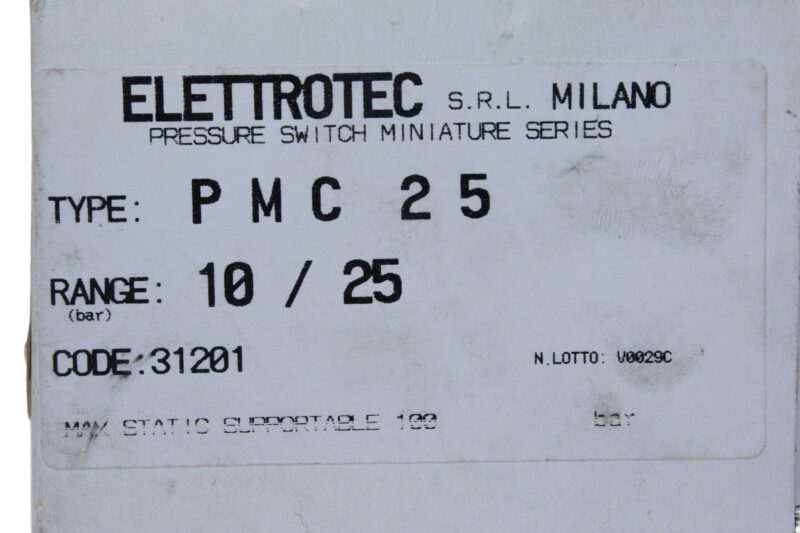 ELETTROTEC S.R.L. MILANO
PRESSURE SWITCH MINIATURE SERIES
TYPE: PMC 25
RANGE: 10 / 25
(bar)
CODE:31201
N.LOTTO: V0029C
MAX STATIC SUPPORTABLE 100 bar